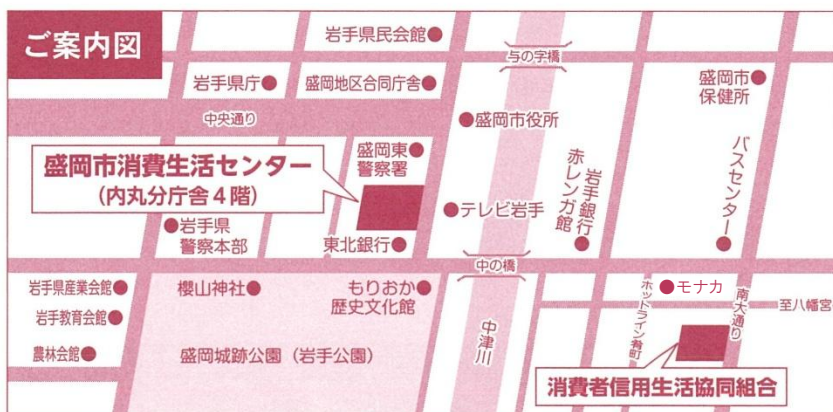 ご案内図
岩手県民会館
与の字橋
岩手県庁
盛岡地区合同庁舎
盛岡市
保健所
中央通り
盛岡市役所
盛岡市消費生活センター
(内丸分庁舎4階)
盛岡東
警察署
岩手銀行
赤レンガ館
バスセンター
テレビ岩手
岩手県
警察本部
東北銀行
中の橋
岩手県産業会館
櫻山神社
もりおか
歴史文化館
モナカ
岩手教育会館
中津川
ホットライン肴町
南大通り
至八幡宮
農林会館
盛岡城跡公園（岩手公園）
消費者信用生活協同組合